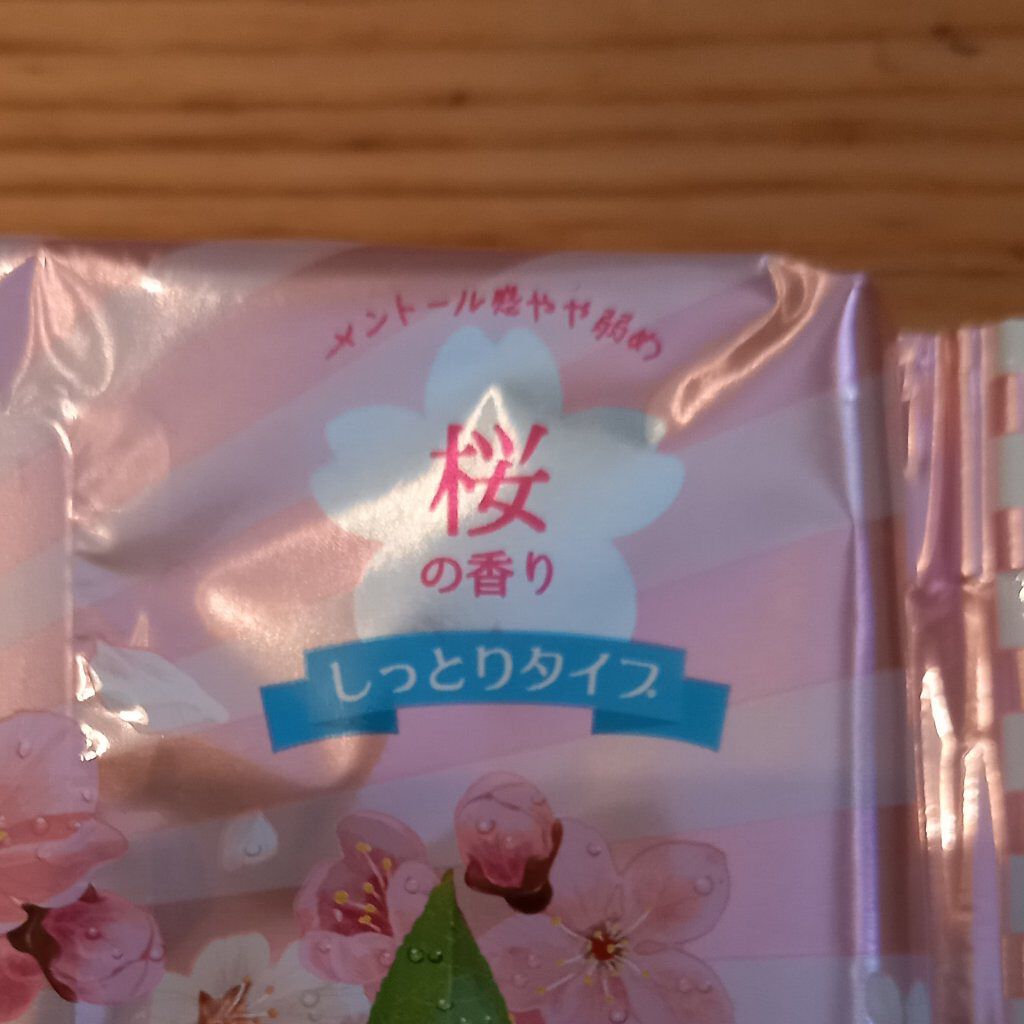 メントール感やや弱め
桜
の香り
しっとりタイプ